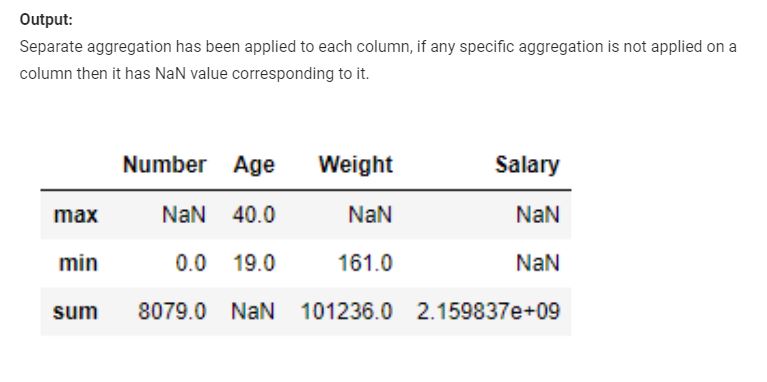 Output:
Separate aggregation has been applied to each column, if any specific aggregation is not applied on a
column then it has NaN value corresponding to it.
Number Age Weight Salary
max NaN 40.0 NaN NaN
min 0.0 19.0 161.0 NaN
sum 8079.0 NaN 101236.0 2.159837e+09